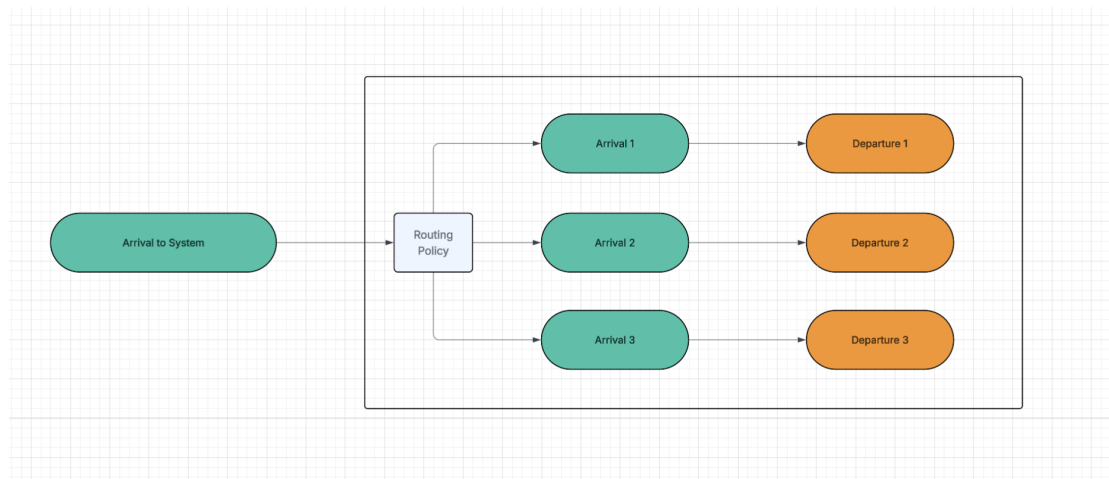 Arrival to System
Routing
Policy
Arrival 1
Departure 1
Arrival 2
Departure 2
Arrival 3
Departure 3